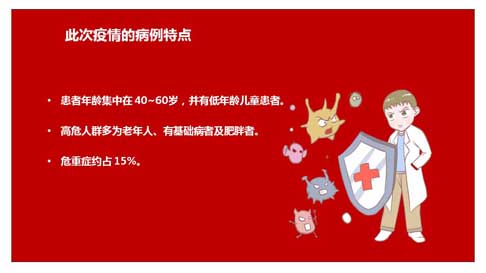 此次疫情的病例特点
• 患者年龄集中在 40~60岁，并有低年龄儿童患者。
• 高危人群多为老年人、有基础病者及肥胖者。
• 危重症约占 15%。